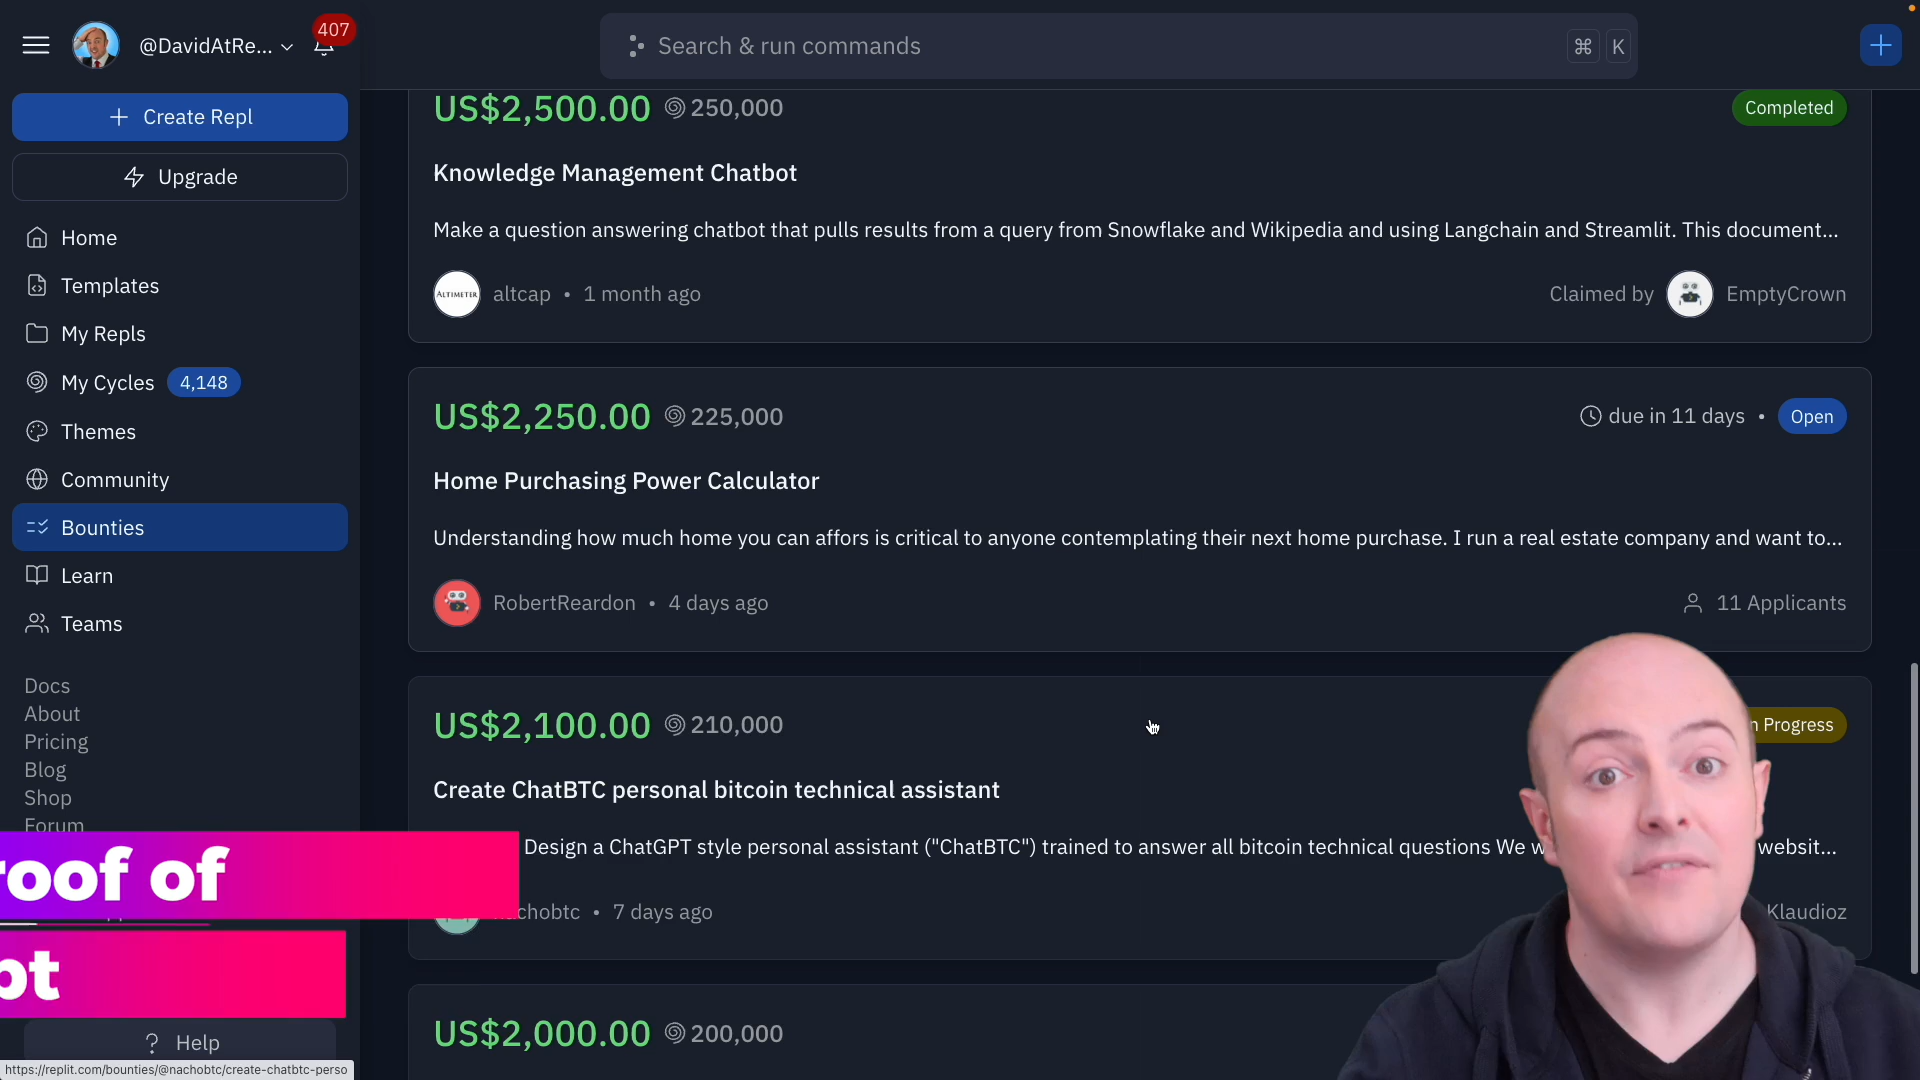 @DavidAtRe...
407
Search & run commands
⌘ K
Create Repl
Upgrade
Home
Templates
My Repls
My Cycles 4,148
Themes
Community
Bounties
Learn
Teams
Docs
About
Pricing
Blog
Shop
Forum
roof of
ot
? Help
https://replit.com/bounties/@nachobtc/create-chatbtc-perso
US$2,500.00 250,000
Completed
Knowledge Management Chatbot
Make a question answering chatbot that pulls results from a query from Snowflake and Wikipedia and using Langchain and Streamlit. This document...
ALTIMETER
altcap • 1 month ago
Claimed by EmptyCrown
US$2,250.00 225,000
due in 11 days • Open
Home Purchasing Power Calculator
Understanding how much home you can affors is critical to anyone contemplating their next home purchase. I run a real estate company and want to...
RobertReardon • 4 days ago
11 Applicants
US$2,100.00 210,000
n Progress
Create ChatBTC personal bitcoin technical assistant
Design a ChatGPT style personal assistant ("ChatBTC") trained to answer all bitcoin technical questions We w websit...
chobtc • 7 days ago
Klaudioz
US$2,000.00 200,000